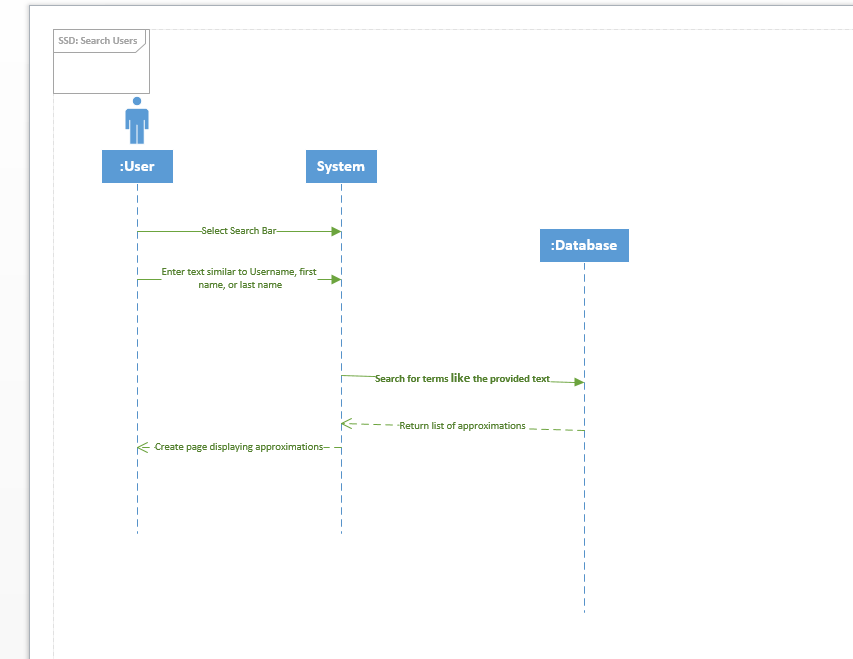 SSD: Search Users
:User
System
Select Search Bar
:Database
Enter text similar to Username, first
name, or last name
Search for terms like the provided text
Return list of approximations
Create page displaying approximations